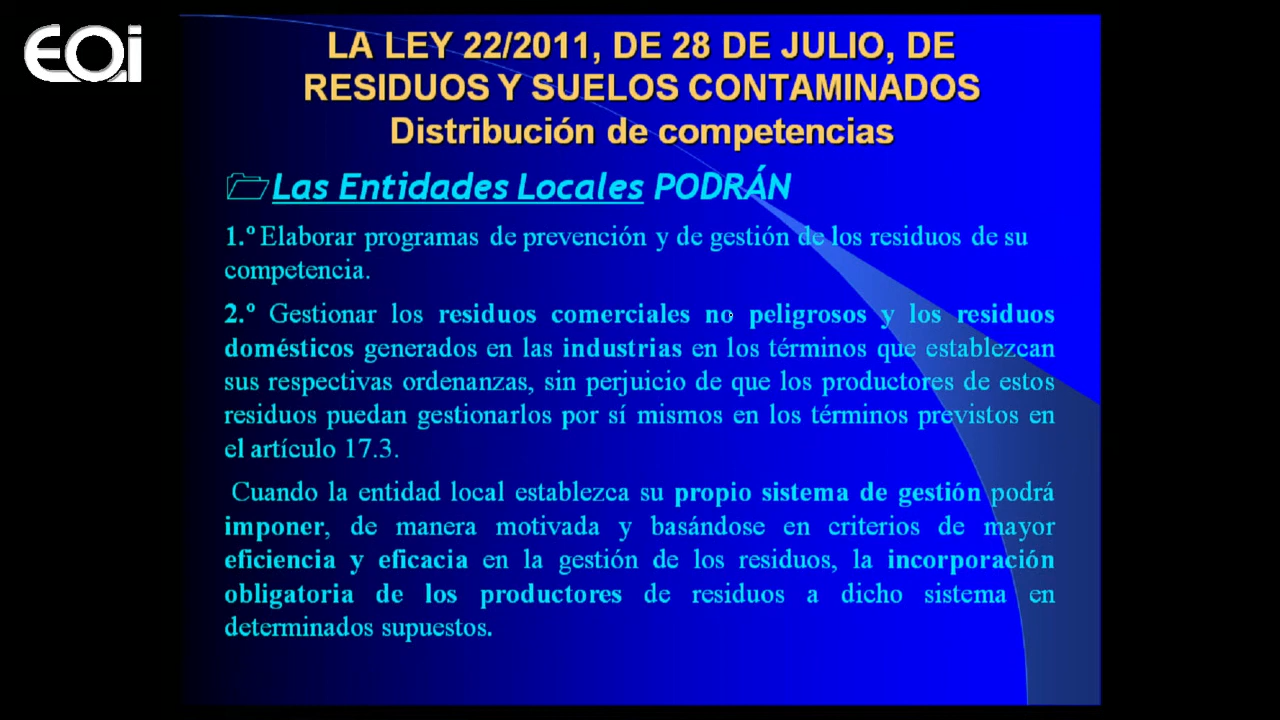 EOi
LA LEY 22/2011, DE 28 DE JULIO, DE
RESIDUOS Y SUELOS CONTAMINADOS
Distribución de competencias
Las Entidades Locales PODRÁN
1.º Elaborar programas de prevención y de gestión de los residuos de su
competencia.
2.º Gestionar los residuos comerciales no peligrosos y los residuos
domésticos generados en las industrias en los términos que establezcan
sus respectivas ordenanzas, sin perjuicio de que los productores de estos
residuos puedan gestionarlos por sí mismos en los términos previstos en
el artículo 17.3.
Cuando la entidad local establezca su propio sistema de gestión podrá
imponer, de manera motivada y basándose en criterios de mayor
eficiencia y eficacia en la gestión de los residuos, la incorporación
obligatoria de los productores de residuos a dicho sistema en
determinados supuestos.